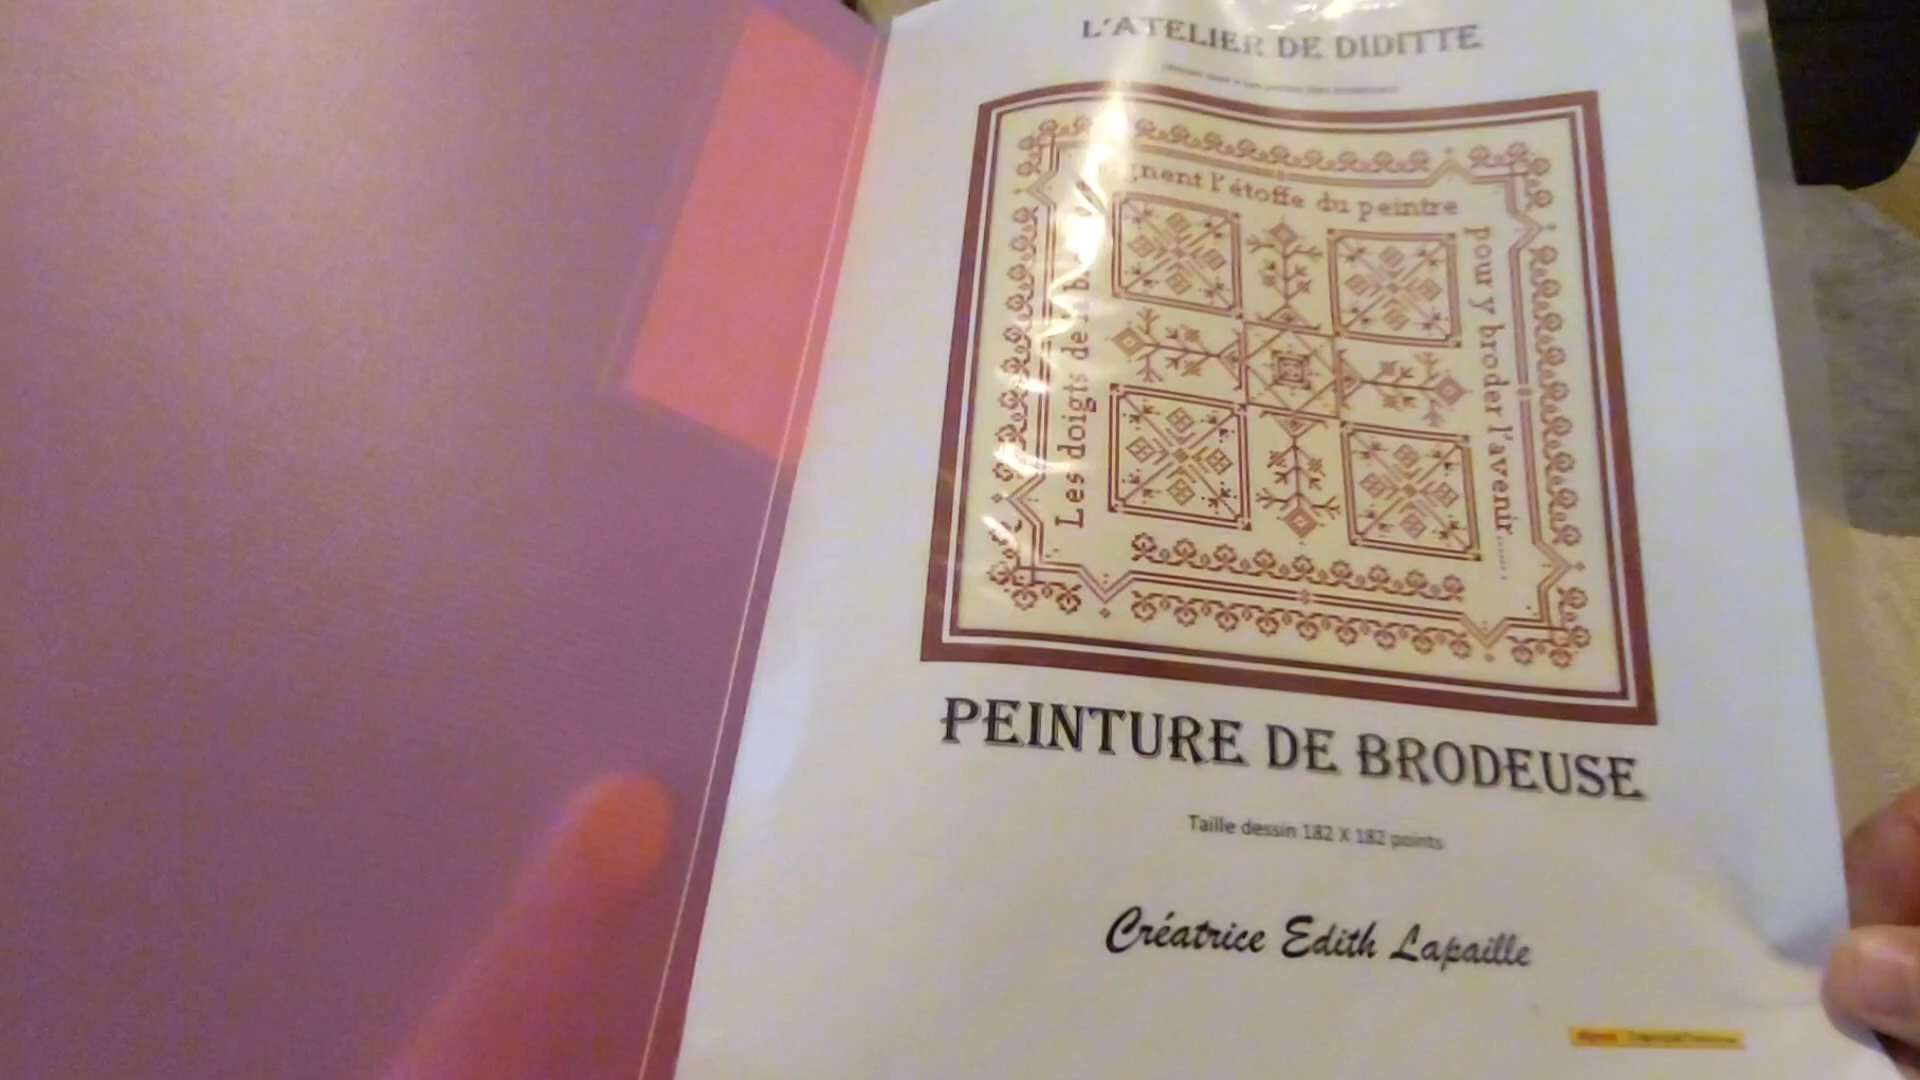 L'ATELIER DE DIDITTE
Les doigts de
l'étoffe du peintre
pour y broder l'avenir......
PEINTURE DE BRODEUSE
Taille dessin 182 X 182 points
Créatrice Edith Lapaille